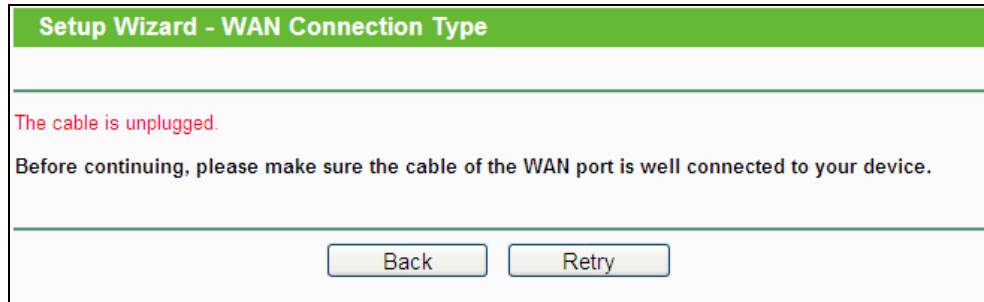 Setup Wizard - WAN Connection Type
The cable is unplugged.
Before continuing, please make sure the cable of the WAN port is well connected to your device.
Back Retry